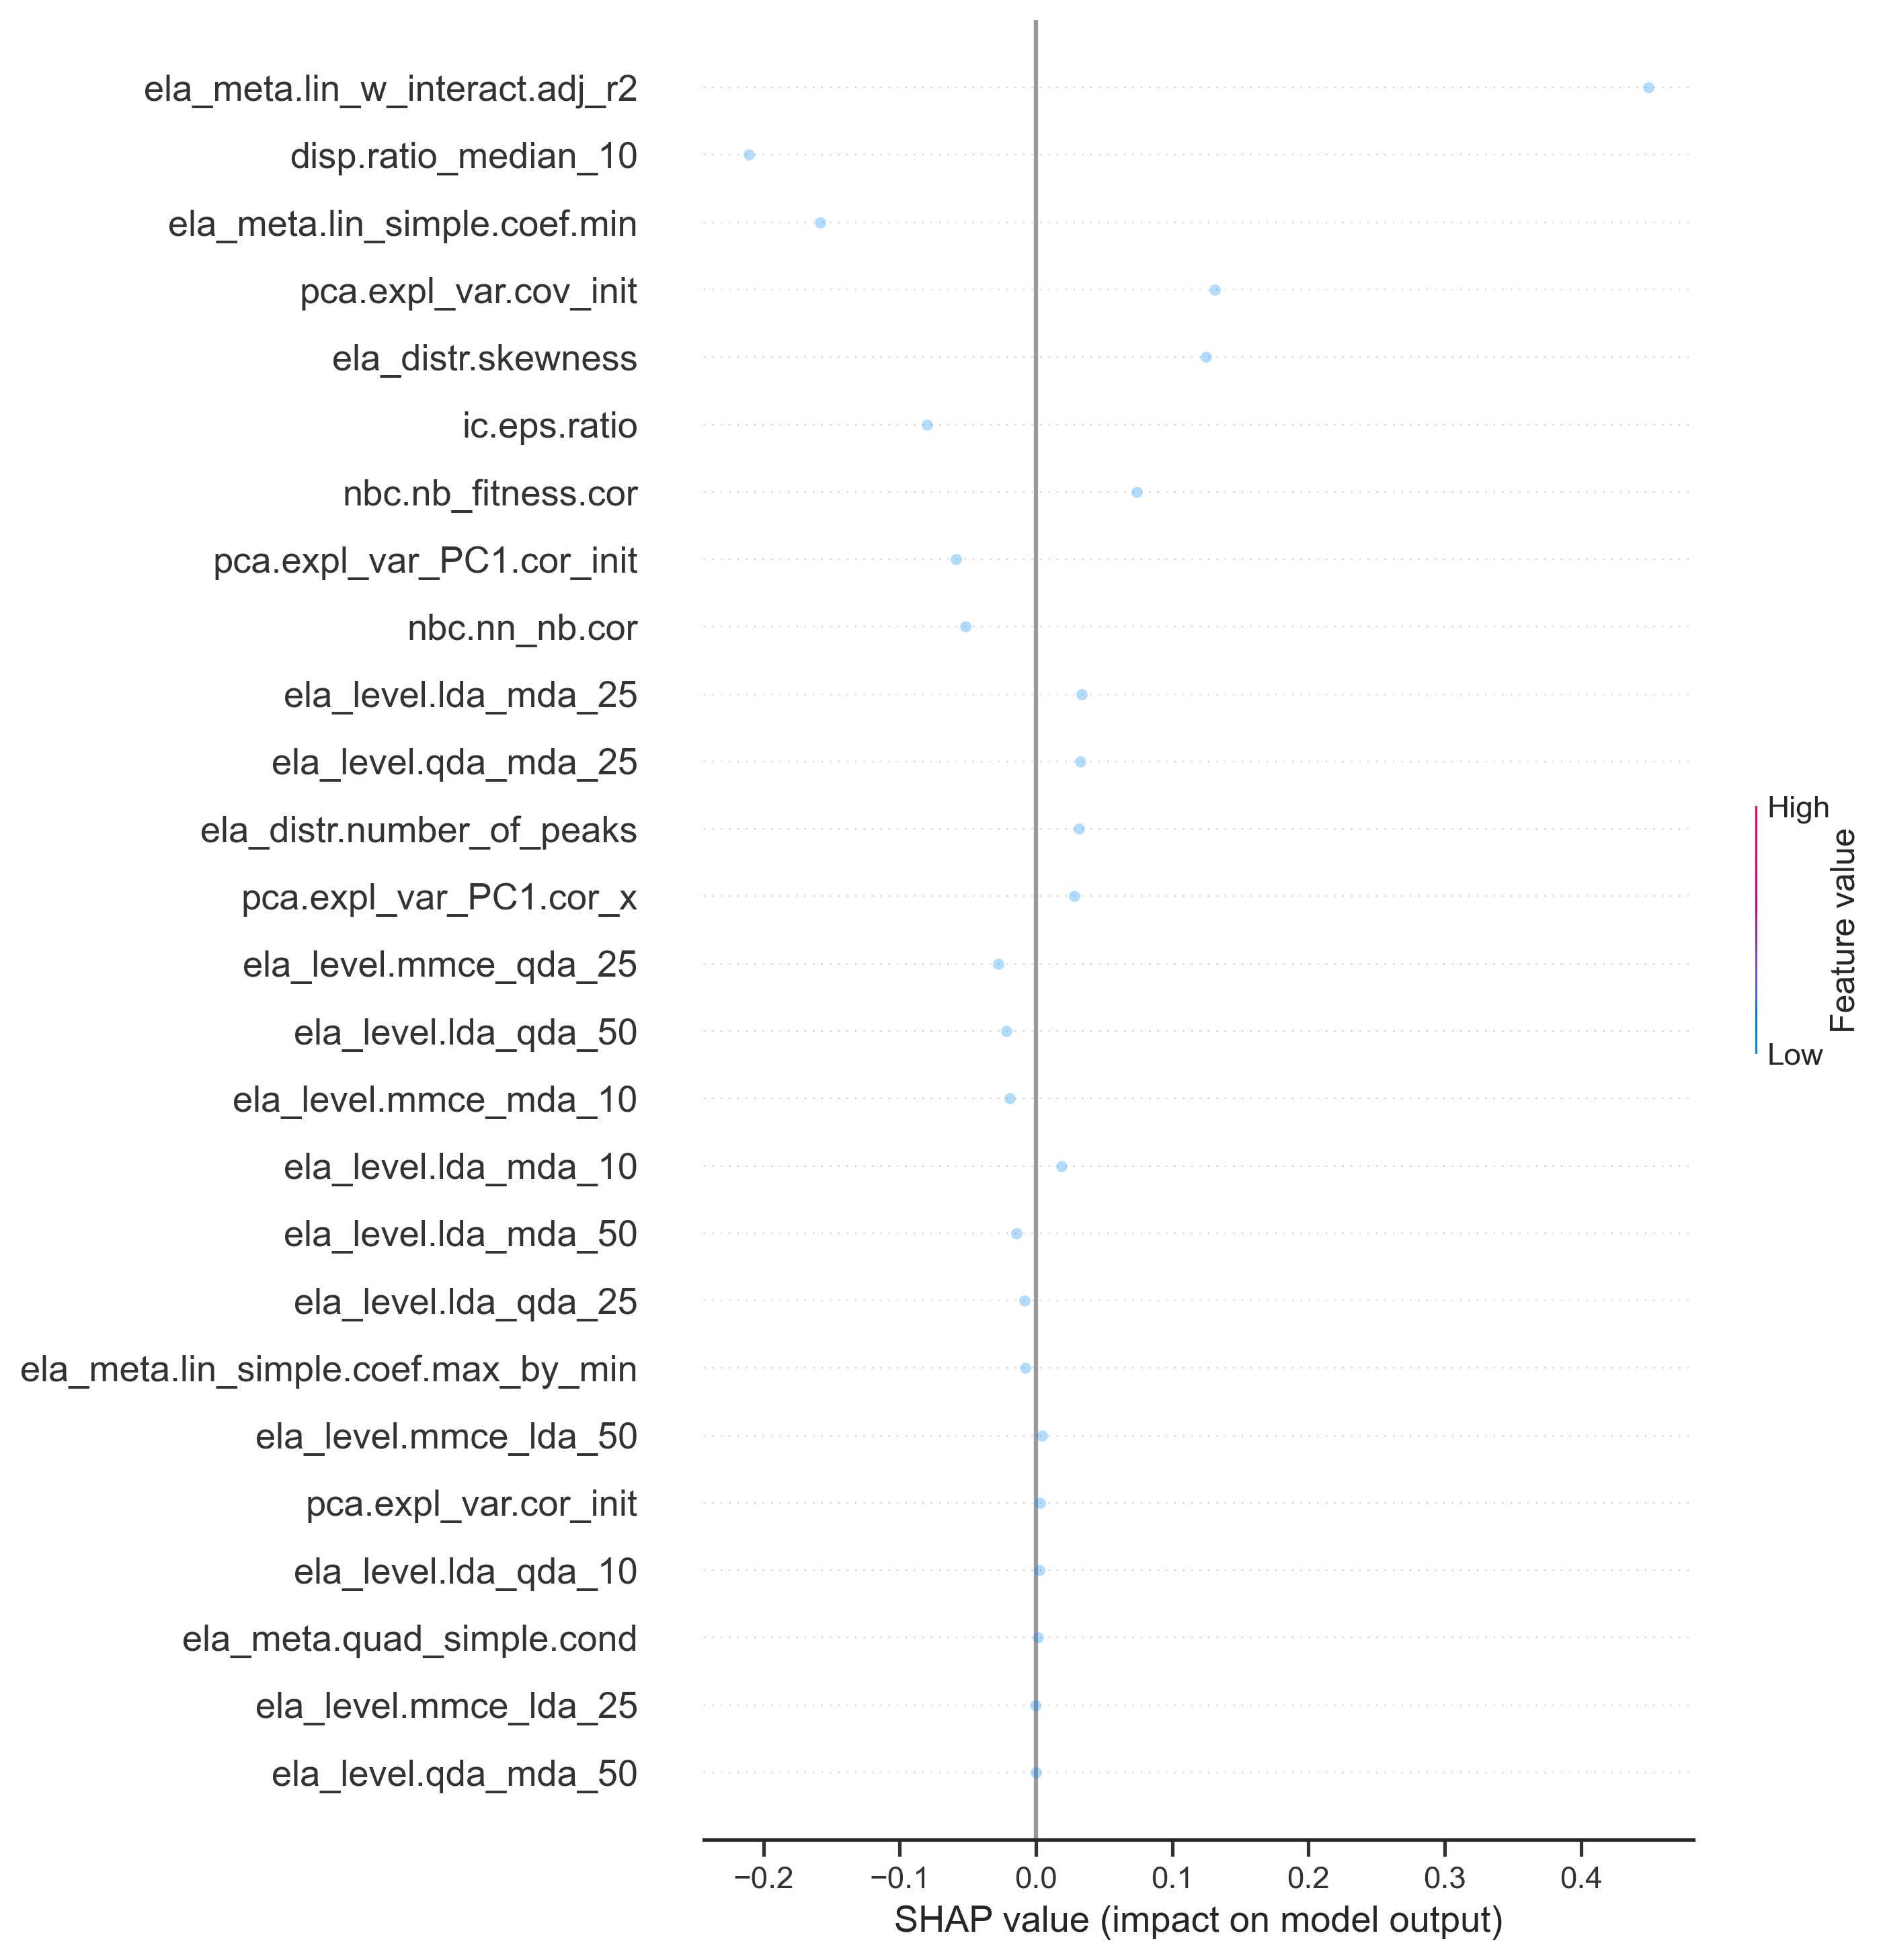 ela_meta.lin_w_interact.adj_r2
disp.ratio_median_10
ela_meta.lin_simple.coef.min
pca.expl_var.cov_init
ela_distr.skewness
ic.eps.ratio
nbc.nb_fitness.cor
pca.expl_var_PC1.cor_init
nbc.nn_nb.cor
ela_level.lda_mda_25
ela_level.qda_mda_25
ela_distr.number_of_peaks
pca.expl_var_PC1.cor_x
ela_level.mmce_qda_25
ela_level.lda_qda_50
ela_level.mmce_mda_10
ela_level.lda_mda_10
ela_level.lda_mda_50
ela_level.lda_qda_25
ela_meta.lin_simple.coef.max_by_min
ela_level.mmce_lda_50
pca.expl_var.cor_init
ela_level.lda_qda_10
ela_meta.quad_simple.cond
ela_level.mmce_lda_25
ela_level.qda_mda_50
−0.2 −0.1 0.0 0.1 0.2 0.3 0.4
SHAP value (impact on model output)
High
Feature value
Low